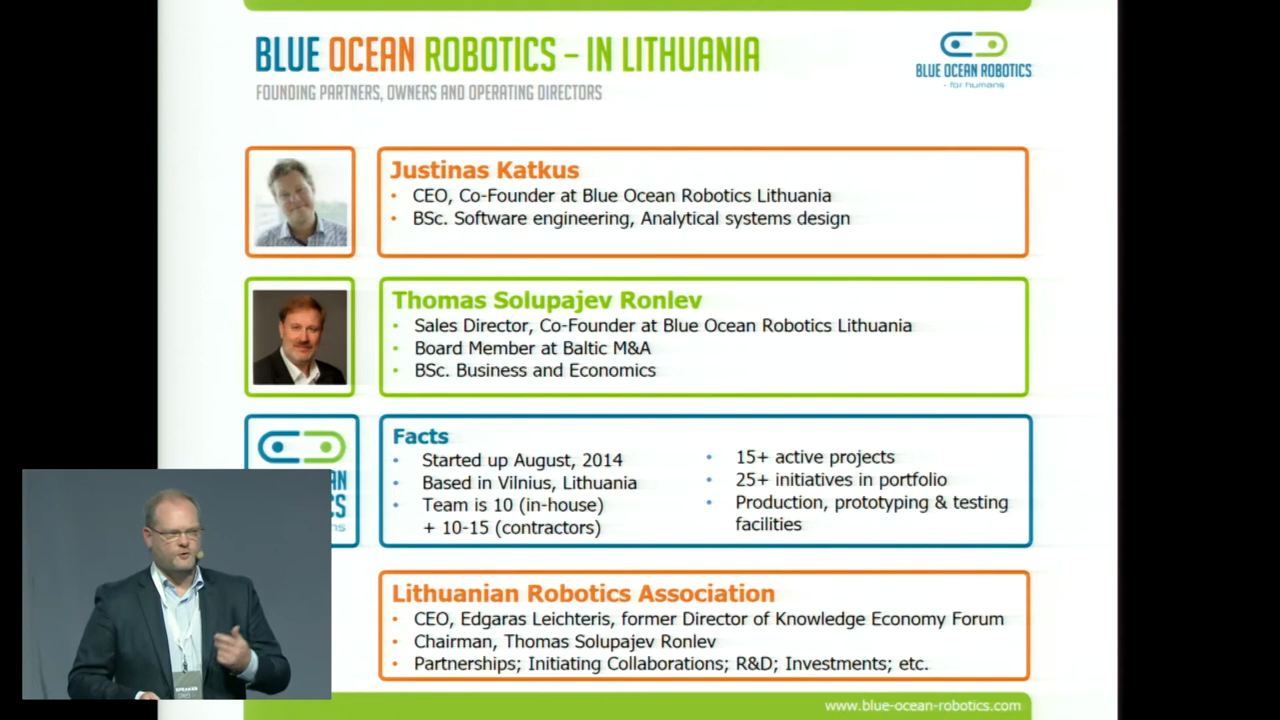 BLUE OCEAN ROBOTICS – IN LITHUANIA
FOUNDING PARTNERS, OWNERS AND OPERATING DIRECTORS
BLUE OCEAN ROBOTICS
- for humans
Justinas Katkus
• CEO, Co-Founder at Blue Ocean Robotics Lithuania
• BSc. Software engineering, Analytical systems design
Thomas Solupajev Ronlev
• Sales Director, Co-Founder at Blue Ocean Robotics Lithuania
• Board Member at Baltic M&A
• BSc. Business and Economics
Facts
• Started up August, 2014
• Based in Vilnius, Lithuania
• Team is 10 (in-house)
+ 10-15 (contractors)
• 15+ active projects
• 25+ initiatives in portfolio
• Production, prototyping & testing
facilities
AN
CS
ns
Lithuanian Robotics Association
• CEO, Edgaras Leichteris, former Director of Knowledge Economy Forum
• Chairman, Thomas Solupajev Ronlev
• Partnerships; Initiating Collaborations; R&D; Investments; etc.
SPEAKER
www.blue-ocean-robotics.com